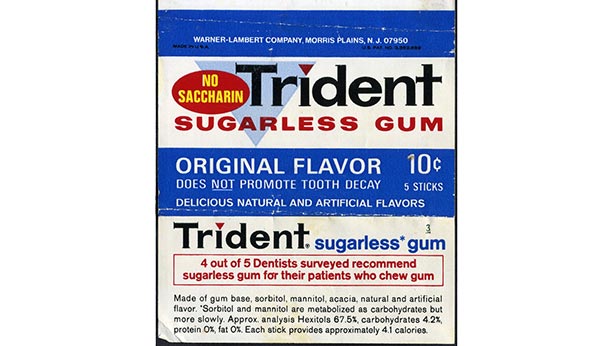 WARNER-LAMBERT COMPANY, MORRIS PLAINS, N. J. 07950
MADE IN U.S.A. U.S. PAT. NO.
NO
SACCHARIN
Trident
SUGARLESS GUM
ORIGINAL FLAVOR 10¢
DOES NOT PROMOTE TOOTH DECAY 5 STICKS
DELICIOUS NATURAL AND ARTIFICIAL FLAVORS
3
Trident® sugarless* gum
4 out of 5 Dentists surveyed recommend
sugarless gum for their patients who chew gum
Made of gum base, sorbitol, mannitol, acacia, natural and artificial
flavor. *Sorbitol and mannitol are metabolized as carbohydrates but
more slowly. Approx. analysis Hexitols 67.5%, carbohydrates 4.2%,
protein 0%, fat 0%. Each stick provides approximately 4.1 calories.